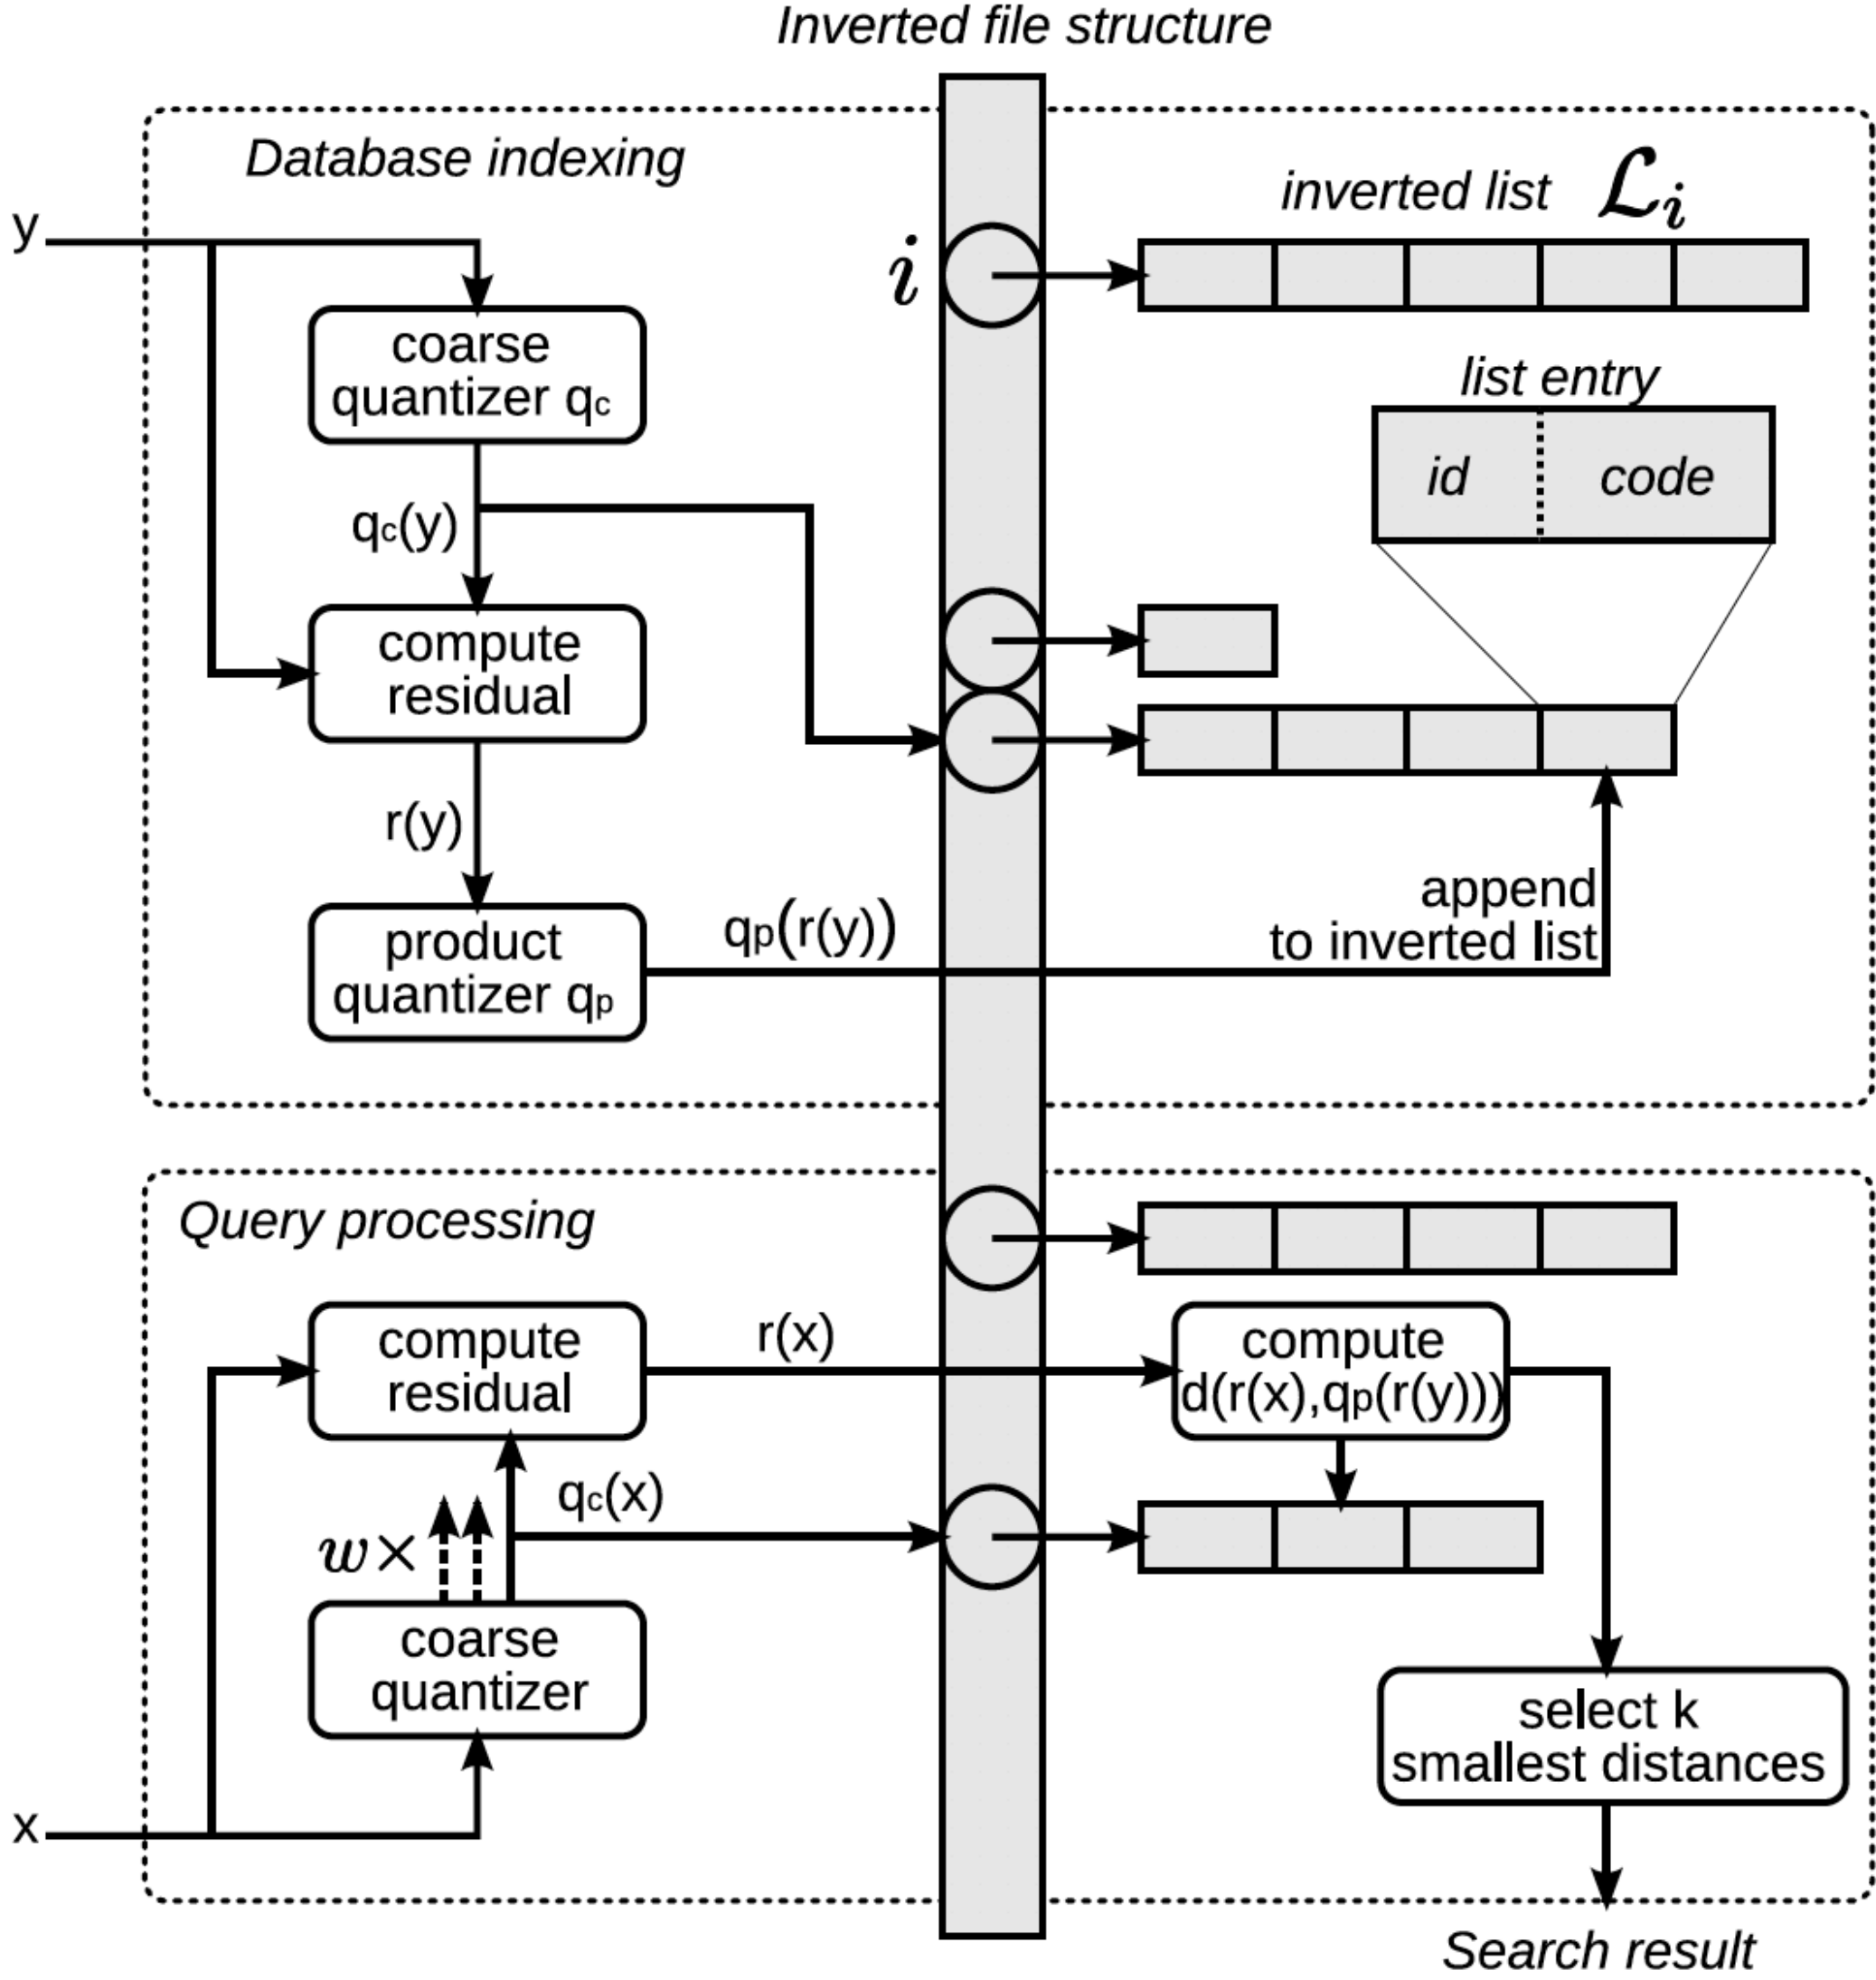 Inverted file structure
Database indexing
inverted list ℒᵢ
y
i
coarse
quantizer qc
list entry
id code
qc(y)
compute
residual
r(y)
append
to inverted list
qp(r(y))
product
quantizer qp
Query processing
compute
residual
r(x)
compute
d(r(x),qp(r(y)))
qc(x)
w×
coarse
quantizer
select k
smallest distances
x
Search result